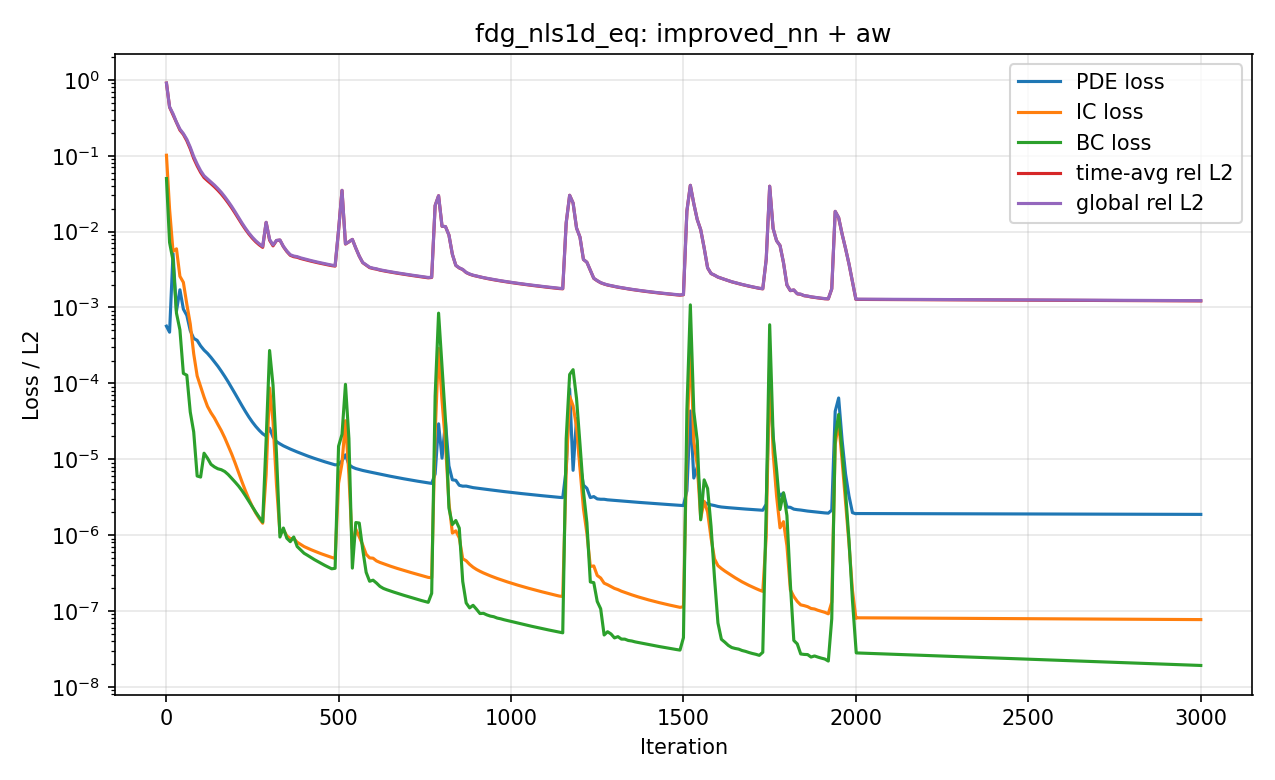 fdg_nls1d_eq: improved_nn + aw
10⁰
10⁻¹
10⁻²
10⁻³
10⁻⁴
10⁻⁵
10⁻⁶
10⁻⁷
10⁻⁸
Loss / L2
PDE loss
IC loss
BC loss
time-avg rel L2
global rel L2
0 500 1000 1500 2000 2500 3000
Iteration